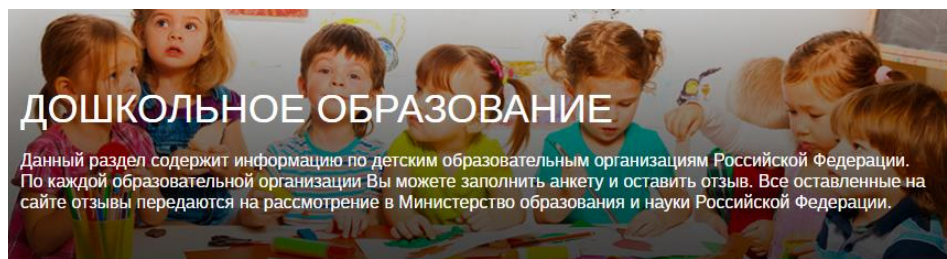 ДОШКОЛЬНОЕ ОБРАЗОВАНИЕ
Данный раздел содержит информацию по детским образовательным организациям Российской Федерации.
По каждой образовательной организации Вы можете заполнить анкету и оставить отзыв. Все оставленные на
сайте отзывы передаются на рассмотрение в Министерство образования и науки Российской Федерации.